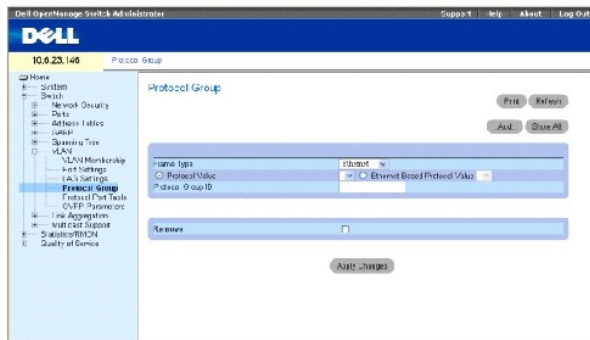 Dell OpenManage Switch Administrator
Support Help About Log Out
DELL
10.6.23.146
Protocol Group
Home
System
Switch
Network Security
Ports
Address Tables
GARP
Spanning Tree
VLAN
VLAN Membership
Port Settings
LAG Settings
Protocol Group
Protocol Port Table
GVRP Parameters
Link Aggregation
Multicast Support
Statistics/RMON
Quality of Service
Protocol Group
Print Refresh
Add Show All
Frame Type Ethernet
Protocol Value Ethernet Based Protocol Value
Protocol Group ID
Remove
Apply Changes